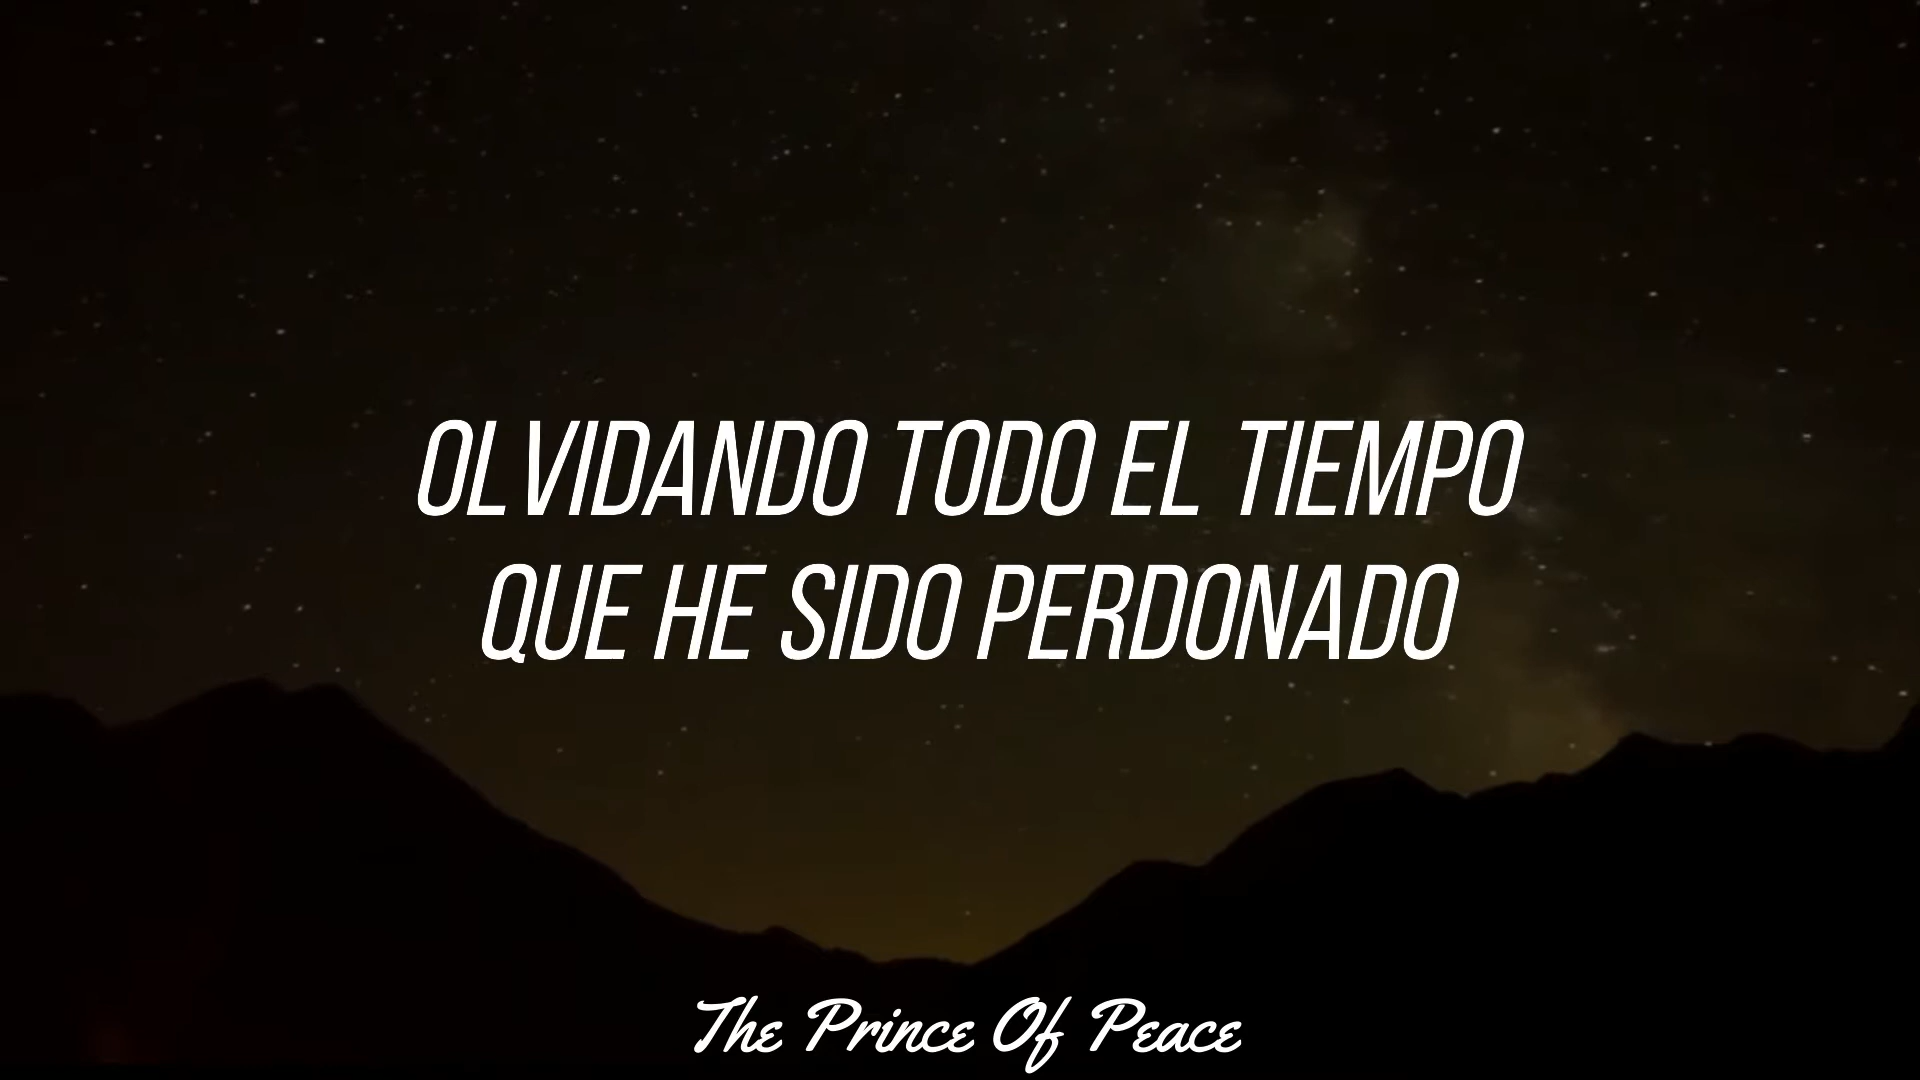 OLVIDANDO TODO EL TIEMPO
QUE HE SIDO PERDONADO
The Prince Of Peace